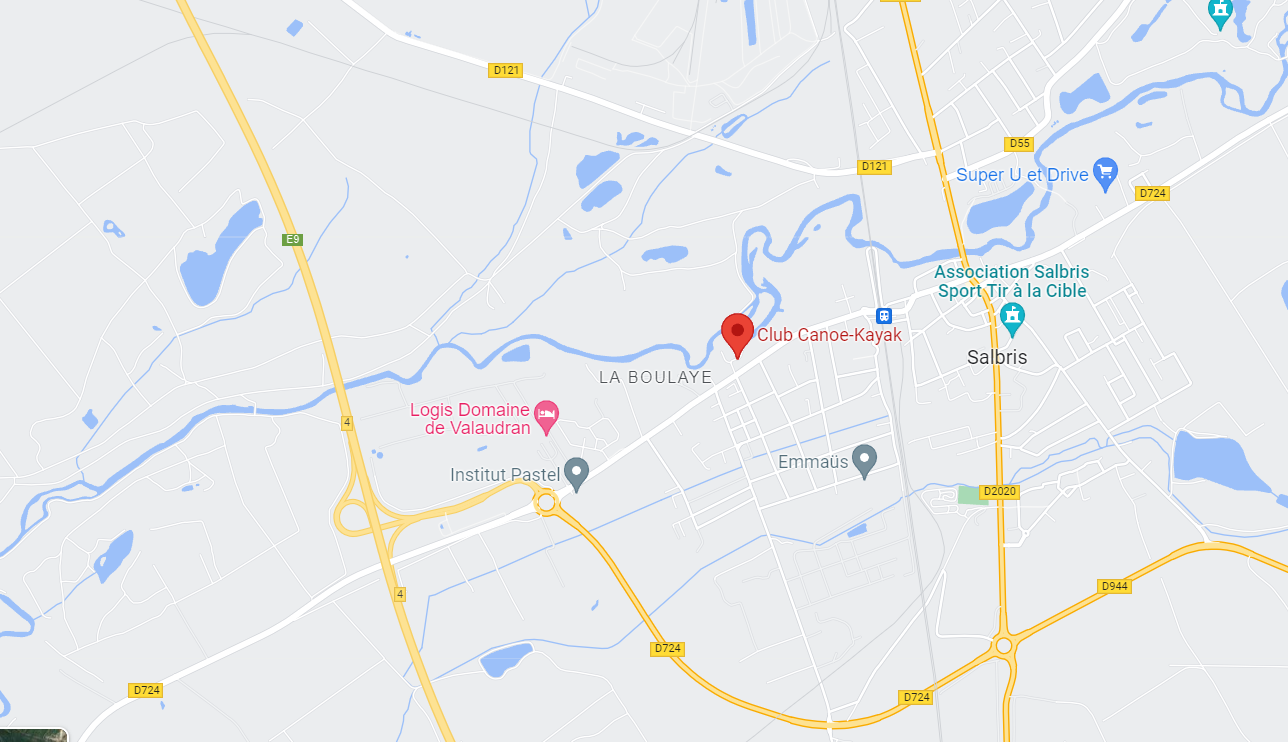 D121
D55
D121
Super U et Drive
D724
E9
Association Salbris
Sport Tir à la Cible
Club Canoe-Kayak
Salbris
LA BOULAYE
Logis Domaine
de Valaudran
4
Emmaüs
Institut Pastel
D2020
4
D944
D724
D724
D724